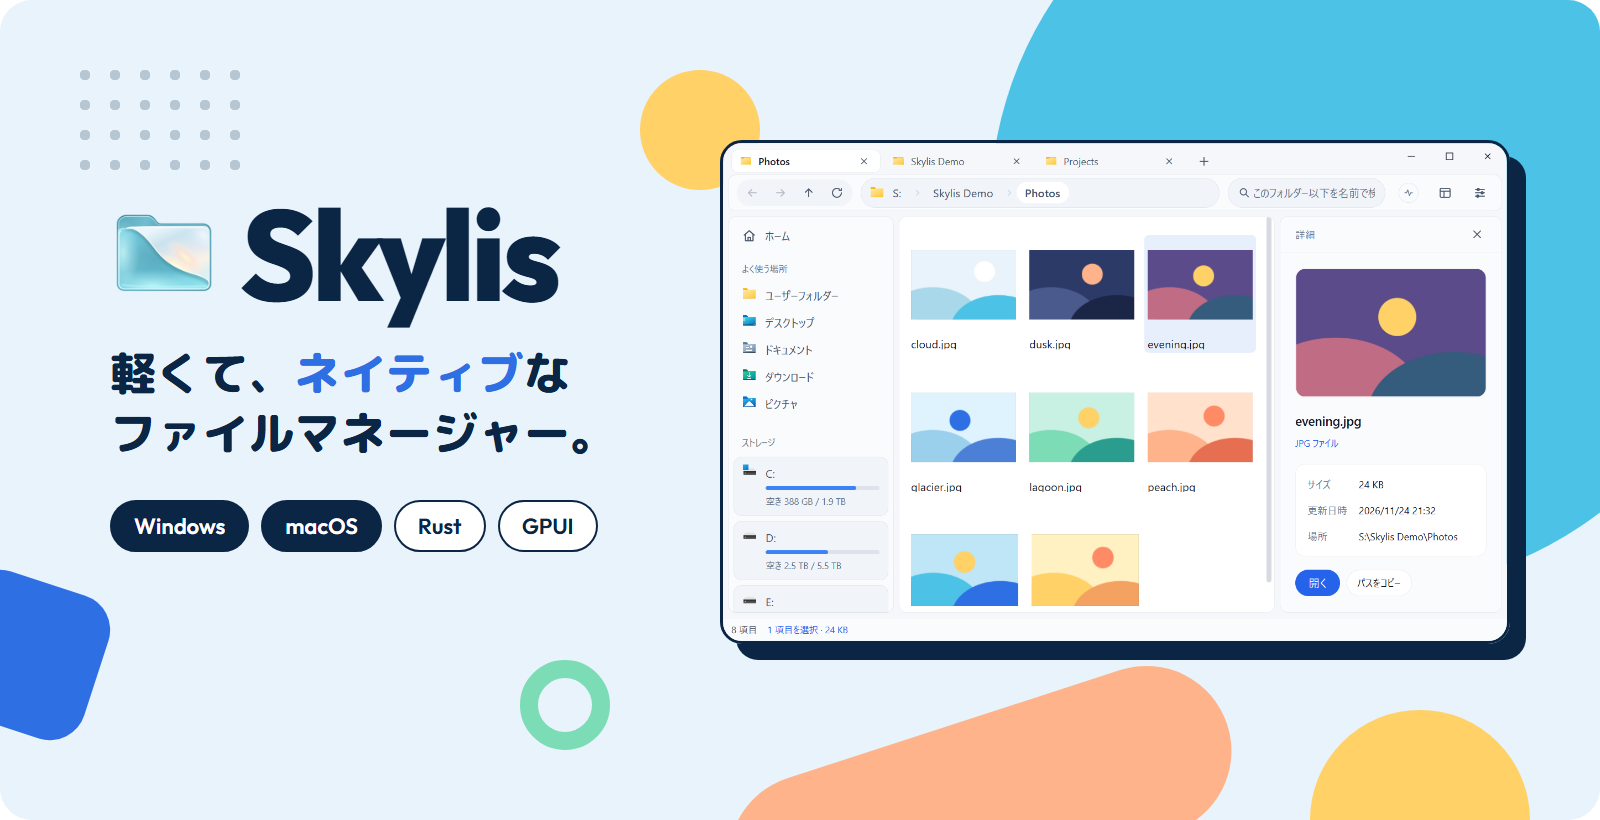 Skylis
軽くて、ネイティブな
ファイルマネージャー。
Windows
macOS
Rust
GPUI
Photos
Skylis Demo
Projects
S:
Skylis Demo
Photos
このフォルダー以下を名前で検
ホーム
よく使う場所
ユーザーフォルダー
デスクトップ
ドキュメント
ダウンロード
ピクチャ
ストレージ
C:
空き 388 GB / 1.9 TB
D:
空き 2.5 TB / 5.5 TB
E:
cloud.jpg
dusk.jpg
evening.jpg
glacier.jpg
lagoon.jpg
peach.jpg
詳細
evening.jpg
JPG ファイル
サイズ 24 KB
更新日時 2026/11/24 21:32
場所 S:\Skylis Demo\Photos
開く
パスをコピー
8 項目
1 項目を選択 · 24 KB